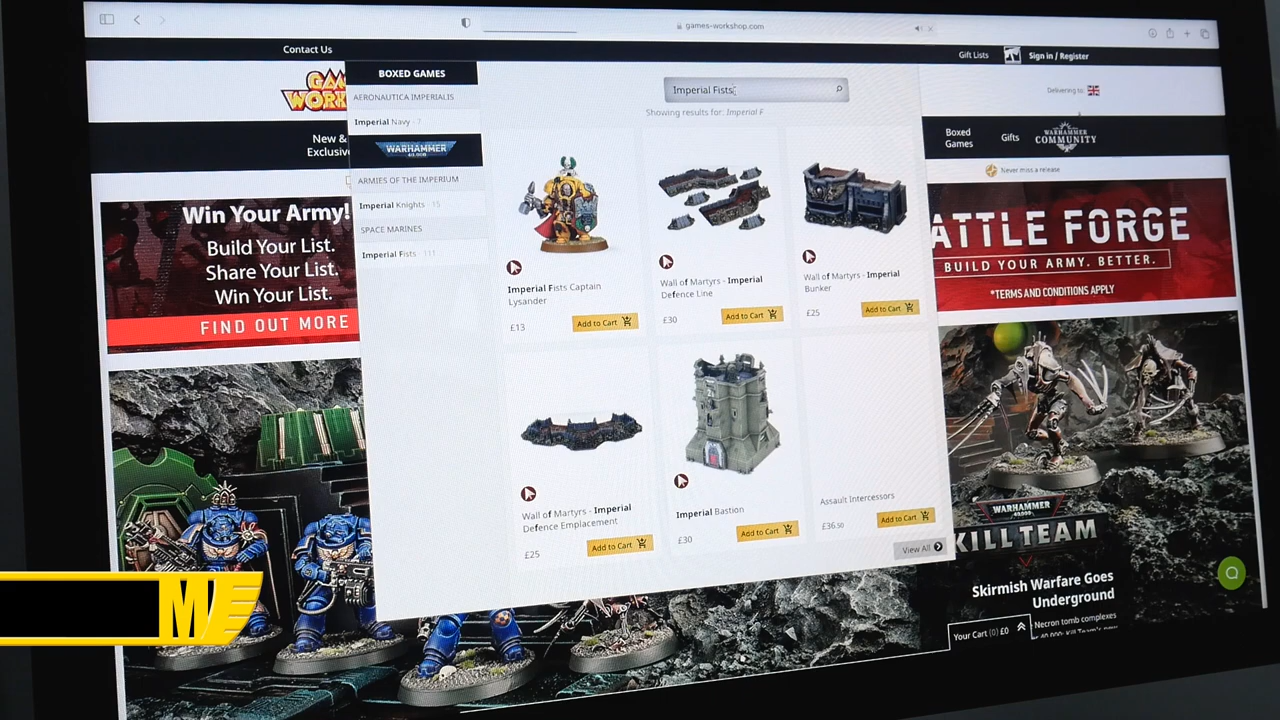 games-workshop.com
Contact Us
Gift Lists
Sign in / Register
Delivering to:
New &
Exclusive
Boxed
Games
Gifts
WARHAMMER
COMMUNITY
Never miss a release
BOXED GAMES
AERONAUTICA IMPERIALIS
Imperial Navy - 7
WARHAMMER
40,000
ARMIES OF THE IMPERIUM
Imperial Knights - 15
SPACE MARINES
Imperial Fists - 111
Imperial Fists
Showing results for: Imperial F
Imperial Fists Captain
Lysander
£13
Add to Cart
Wall of Martyrs - Imperial
Defence Line
£30
Add to Cart
Wall of Martyrs - Imperial
Bunker
£25
Add to Cart
Wall of Martyrs - Imperial
Defence Emplacement
£25
Add to Cart
Imperial Bastion
£30
Add to Cart
Assault Intercessors
£36.50
Add to Cart
View All
Win Your Army!
Build Your List.
Share Your List.
Win Your List.
FIND OUT MORE
ATTLE FORGE
BUILD YOUR ARMY. BETTER.
*TERMS AND CONDITIONS APPLY
WARHAMMER
40,000
KILL TEAM
Skirmish Warfare Goes
Underground
Necron tomb complexes
Your Cart (0) £0
M